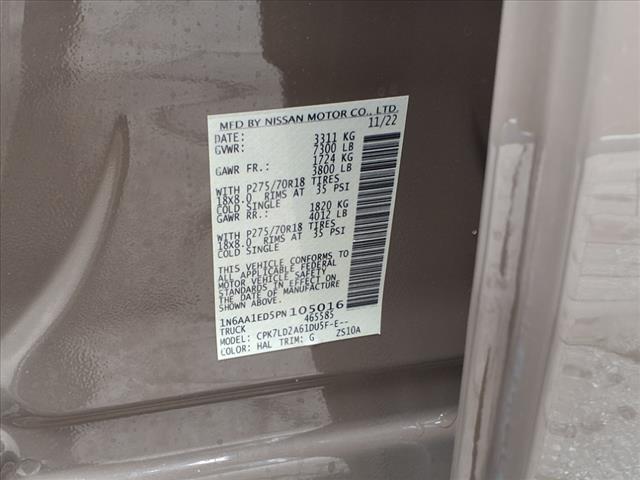 MFD BY NISSAN MOTOR CO., LTD.
DATE: 11/22
GVWR: 3311 KG
7300 LB
GAWR FR.: 1724 KG
3800 LB
WITH P275/70R18 TIRES
18X8.0 RIMS AT 35 PSI
COLD SINGLE
GAWR RR.: 1820 KG
4012 LB
WITH P275/70R18 TIRES
18X8.0 RIMS AT 35 PSI
COLD SINGLE
THIS VEHICLE CONFORMS TO
ALL APPLICABLE FEDERAL
MOTOR VEHICLE SAFETY
STANDARDS IN EFFECT ON
THE DATE OF MANUFACTURE
SHOWN ABOVE.
1N6AA1ED5PN105016
TRUCK 465585
MODEL: CPK7LD2A61DU5F-E--
COLOR: HAL TRIM: G ZS10A